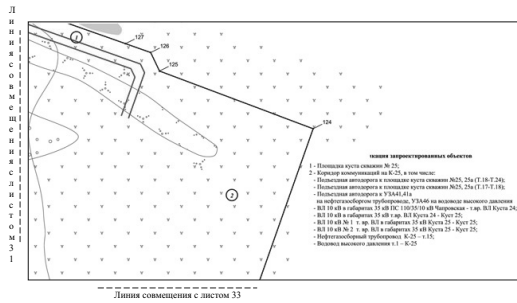 Линия совмещения с листом 31
127
1
126
125
124
2
икация запроектированных объектов
1 - Площадка куста скважин № 25;
2 - Коридор коммуникаций на К-25, в том числе:
- Подъездная автодорога к площадке куста скважин №25, 25а (Т.18-Т.24);
- Подъездная автодорога к площадке куста скважин №25, 25а (Т.17-Т.18);
- Подъездная автодорога к УЗА41,41а
на нефтегазосборном трубопроводе, УЗА46 на водоводе высокого давления
- ВЛ 10 кВ в габаритах 35 кВ ПС 110/35/10 кВ Чапровская - т.вр. ВЛ Куста 24;
- ВЛ 10 кВ в габаритах 35 кВ т.вр. ВЛ Куста 24 - Куст 25;
- ВЛ 10 кВ № 1 т. вр. ВЛ в габаритах 35 кВ Куста 25 - Куст 25;
- ВЛ 10 кВ № 2 т. вр. ВЛ в габаритах 35 кВ Куста 25 - Куст 25;
- Нефтегазосборный трубопровод К-25 – т.15;
- Водовод высокого давления т.1 – К-25
Линия совмещения с листом 33